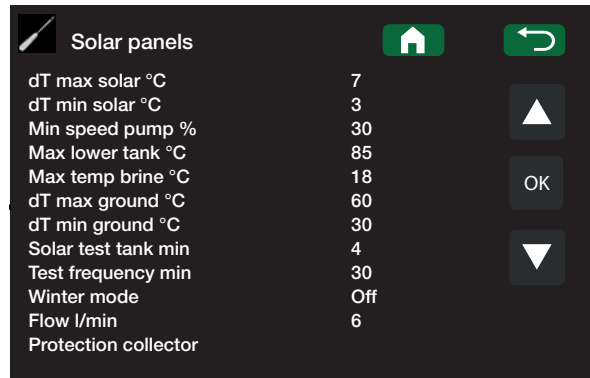 Solar panels
dT max solar °C 7
dT min solar °C 3
Min speed pump % 30
Max lower tank °C 85
Max temp brine °C 18
dT max ground °C 60
dT min ground °C 30
Solar test tank min 4
Test frequency min 30
Winter mode Off
Flow l/min 6
Protection collector
OK